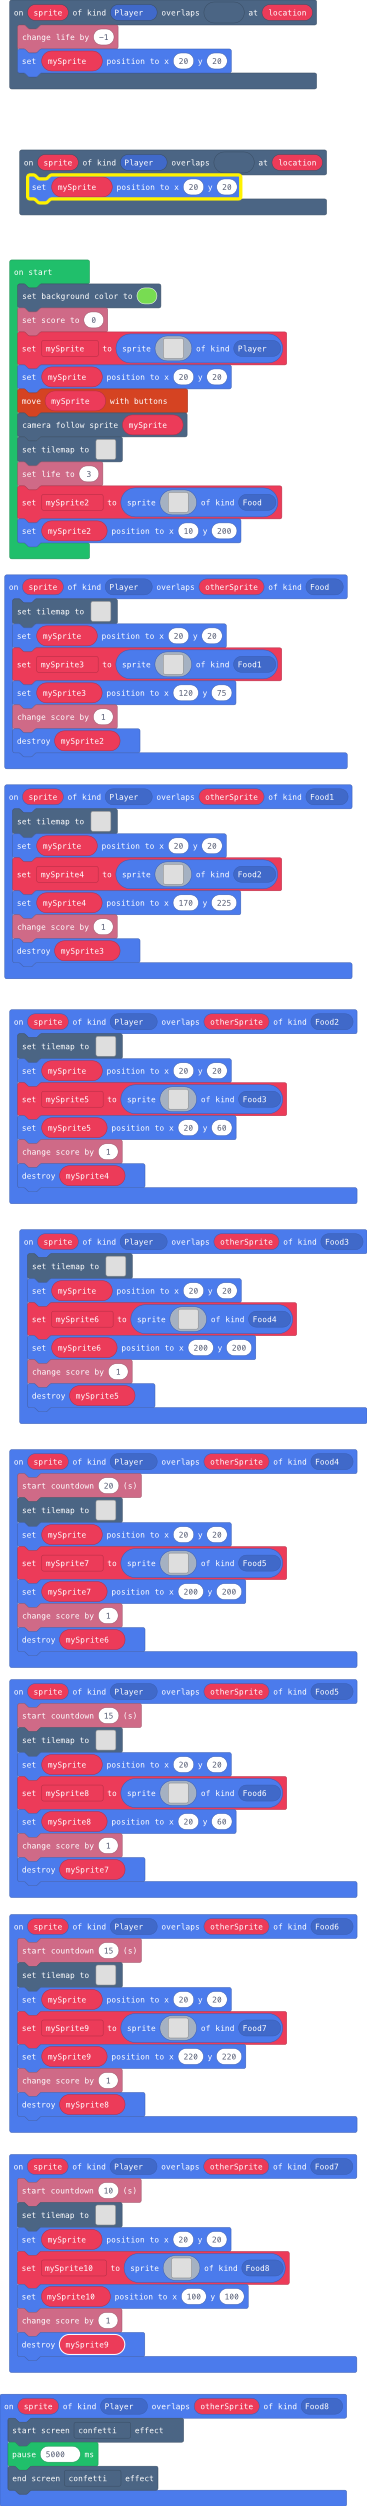 on sprite of kind Player overlaps at location
change life by -1
set mySprite position to x 20 y 20
on sprite of kind Player overlaps at location
set mySprite position to x 20 y 20
on start
set background color to
set score to 0
set mySprite to sprite of kind Player
set mySprite position to x 20 y 20
move mySprite with buttons
camera follow sprite mySprite
set tilemap to
set life to 3
set mySprite2 to sprite of kind Food
set mySprite2 position to x 10 y 200
on sprite of kind Player overlaps otherSprite of kind Food
set tilemap to
set mySprite position to x 20 y 20
set mySprite3 to sprite of kind Food1
set mySprite3 position to x 120 y 75
change score by 1
destroy mySprite2
on sprite of kind Player overlaps otherSprite of kind Food1
set tilemap to
set mySprite position to x 20 y 20
set mySprite4 to sprite of kind Food2
set mySprite4 position to x 170 y 225
change score by 1
destroy mySprite3
on sprite of kind Player overlaps otherSprite of kind Food2
set tilemap to
set mySprite position to x 20 y 20
set mySprite5 to sprite of kind Food3
set mySprite5 position to x 20 y 60
change score by 1
destroy mySprite4
on sprite of kind Player overlaps otherSprite of kind Food3
set tilemap to
set mySprite position to x 20 y 20
set mySprite6 to sprite of kind Food4
set mySprite6 position to x 200 y 200
change score by 1
destroy mySprite5
on sprite of kind Player overlaps otherSprite of kind Food4
start countdown 20 (s)
set tilemap to
set mySprite position to x 20 y 20
set mySprite7 to sprite of kind Food5
set mySprite7 position to x 200 y 200
change score by 1
destroy mySprite6
on sprite of kind Player overlaps otherSprite of kind Food5
start countdown 15 (s)
set tilemap to
set mySprite position to x 20 y 20
set mySprite8 to sprite of kind Food6
set mySprite8 position to x 20 y 60
change score by 1
destroy mySprite7
on sprite of kind Player overlaps otherSprite of kind Food6
start countdown 15 (s)
set tilemap to
set mySprite position to x 20 y 20
set mySprite9 to sprite of kind Food7
set mySprite9 position to x 220 y 220
change score by 1
destroy mySprite8
on sprite of kind Player overlaps otherSprite of kind Food7
start countdown 10 (s)
set tilemap to
set mySprite position to x 20 y 20
set mySprite10 to sprite of kind Food8
set mySprite10 position to x 100 y 100
change score by 1
destroy mySprite9
on sprite of kind Player overlaps otherSprite of kind Food8
start screen confetti effect
pause 5000 ms
end screen confetti effect